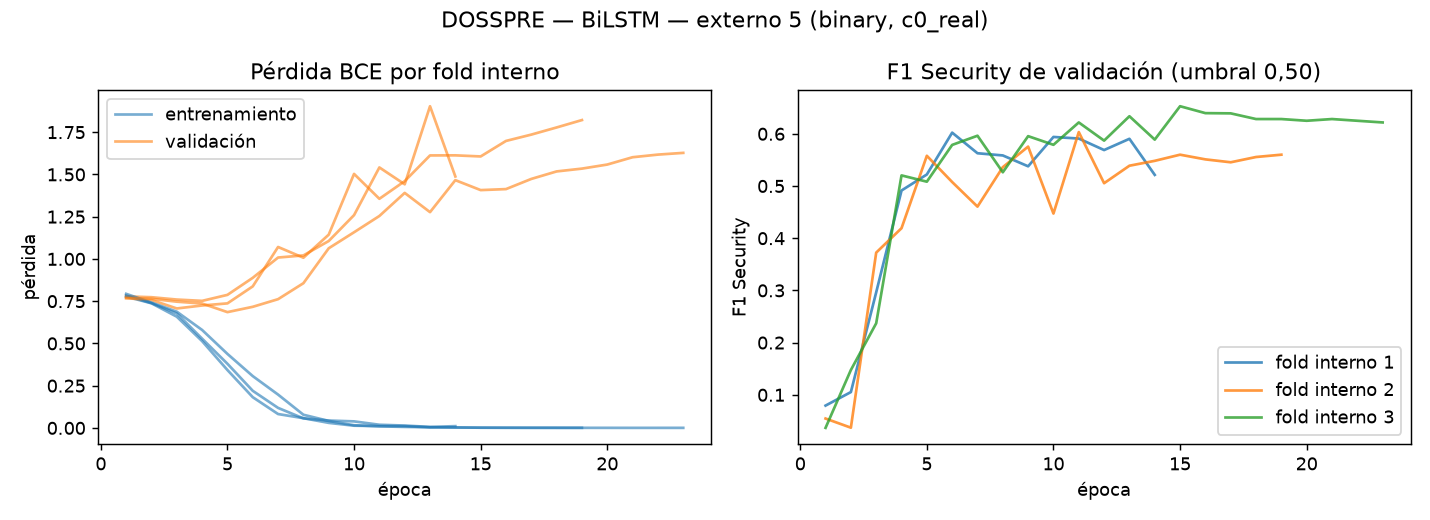 DOSSPRE — BiLSTM — externo 5 (binary, c0_real)
Pérdida BCE por fold interno
entrenamiento
validación
1.75
1.50
1.25
1.00
0.75
0.50
0.25
0.00
pérdida
0 5 10 15 20
época
F1 Security de validación (umbral 0,50)
0.6
0.5
0.4
0.3
0.2
0.1
F1 Security
fold interno 1
fold interno 2
fold interno 3
0 5 10 15 20
época